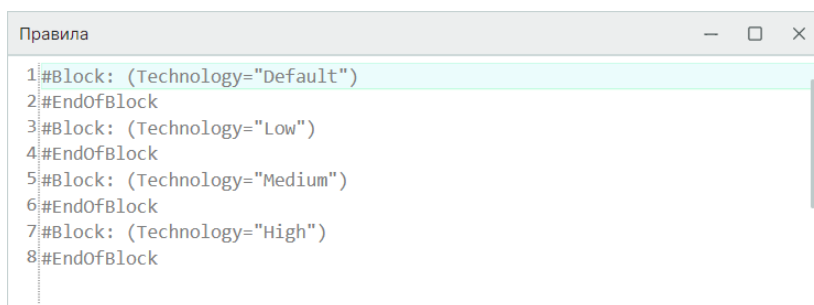 Правила
1 #Block: (Technology="Default")
2 #EndOfBlock
3 #Block: (Technology="Low")
4 #EndOfBlock
5 #Block: (Technology="Medium")
6 #EndOfBlock
7 #Block: (Technology="High")
8 #EndOfBlock